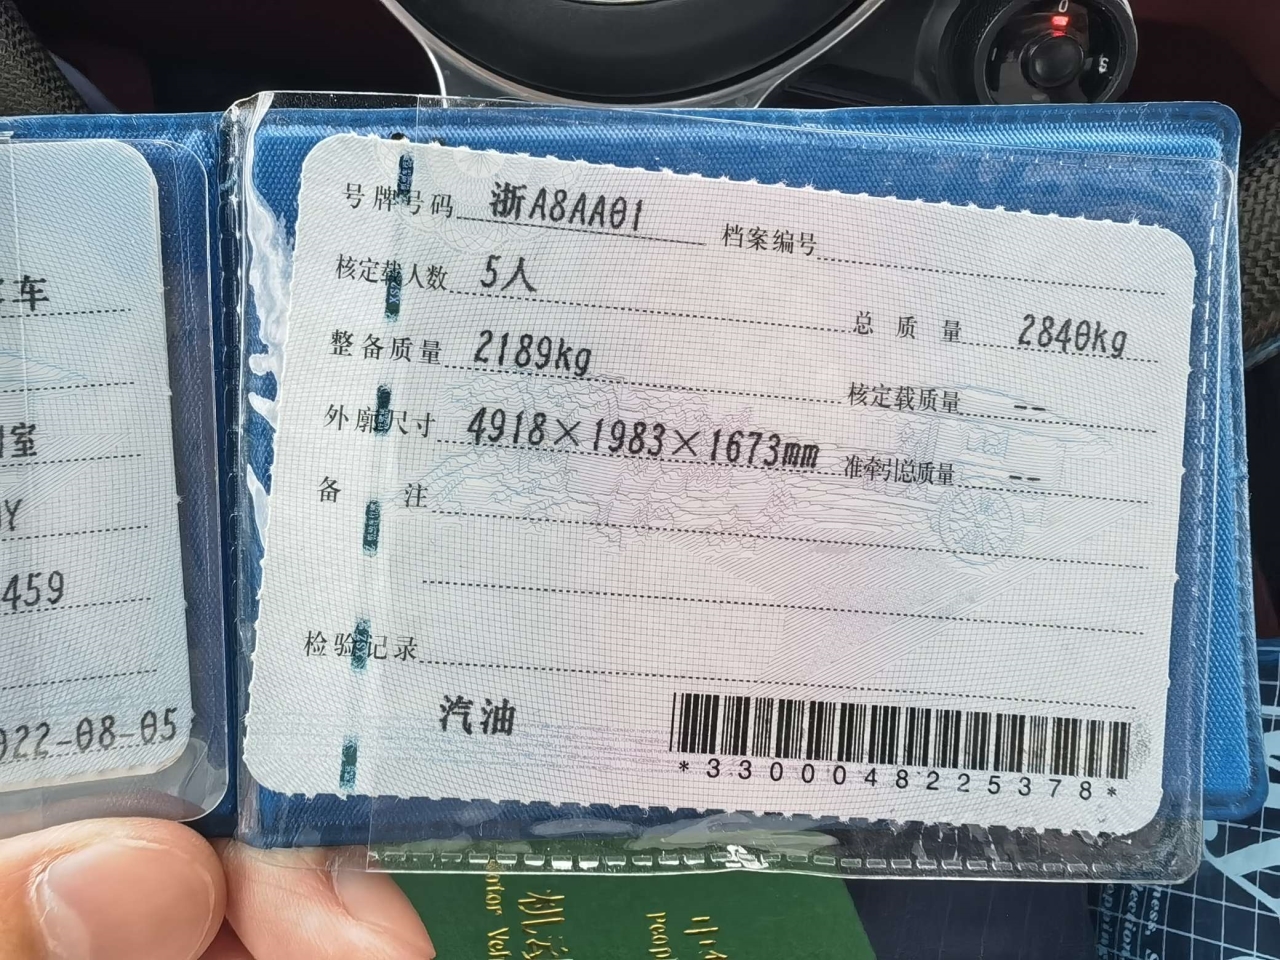 号牌号码 浙A8AA01 档案编号
核定载人数 5人 总质量 2840kg
整备质量 2189kg 核定载质量 --
外廓尺寸 4918×1983×1673mm 准牵引总质量 --
备注
检验记录
汽油
*3300048225378*
车
室
Y
459
022-08-05
0
S